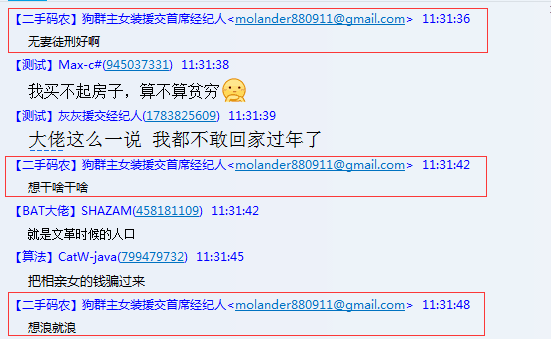 【二手码农】狗群主女装援交首席经纪人<molander880911@gmail.com> 11:31:36
无妻徒刑好啊
【测试】Max-c#(945037331) 11:31:38
我买不起房子，算不算贫穷
【测试】灰灰援交经纪人(1783825609) 11:31:39
大佬这么一说 我都不敢回家过年了
【二手码农】狗群主女装援交首席经纪人<molander880911@gmail.com> 11:31:42
想干啥干啥
【BAT大佬】SHAZAM(458181109) 11:31:42
就是文革时候的人口
【算法】CatW-java(799479732) 11:31:45
把相亲女的钱骗过来
【二手码农】狗群主女装援交首席经纪人<molander880911@gmail.com> 11:31:48
想浪就浪